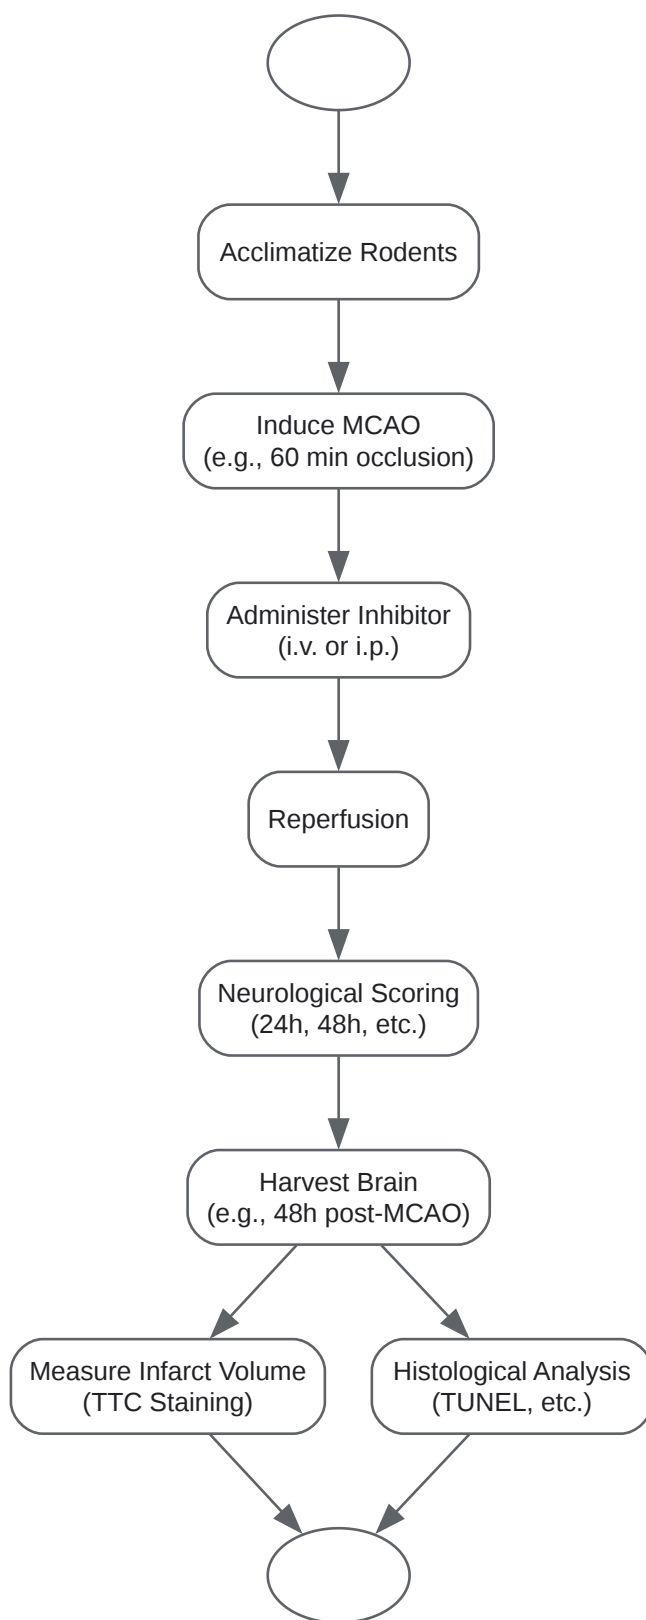 Acclimatize Rodents
Induce MCAO
(e.g., 60 min occlusion)
Administer Inhibitor
(i.v. or i.p.)
Reperfusion
Neurological Scoring
(24h, 48h, etc.)
Harvest Brain
(e.g., 48h post-MCAO)
Measure Infarct Volume
(TTC Staining)
Histological Analysis
(TUNEL, etc.)